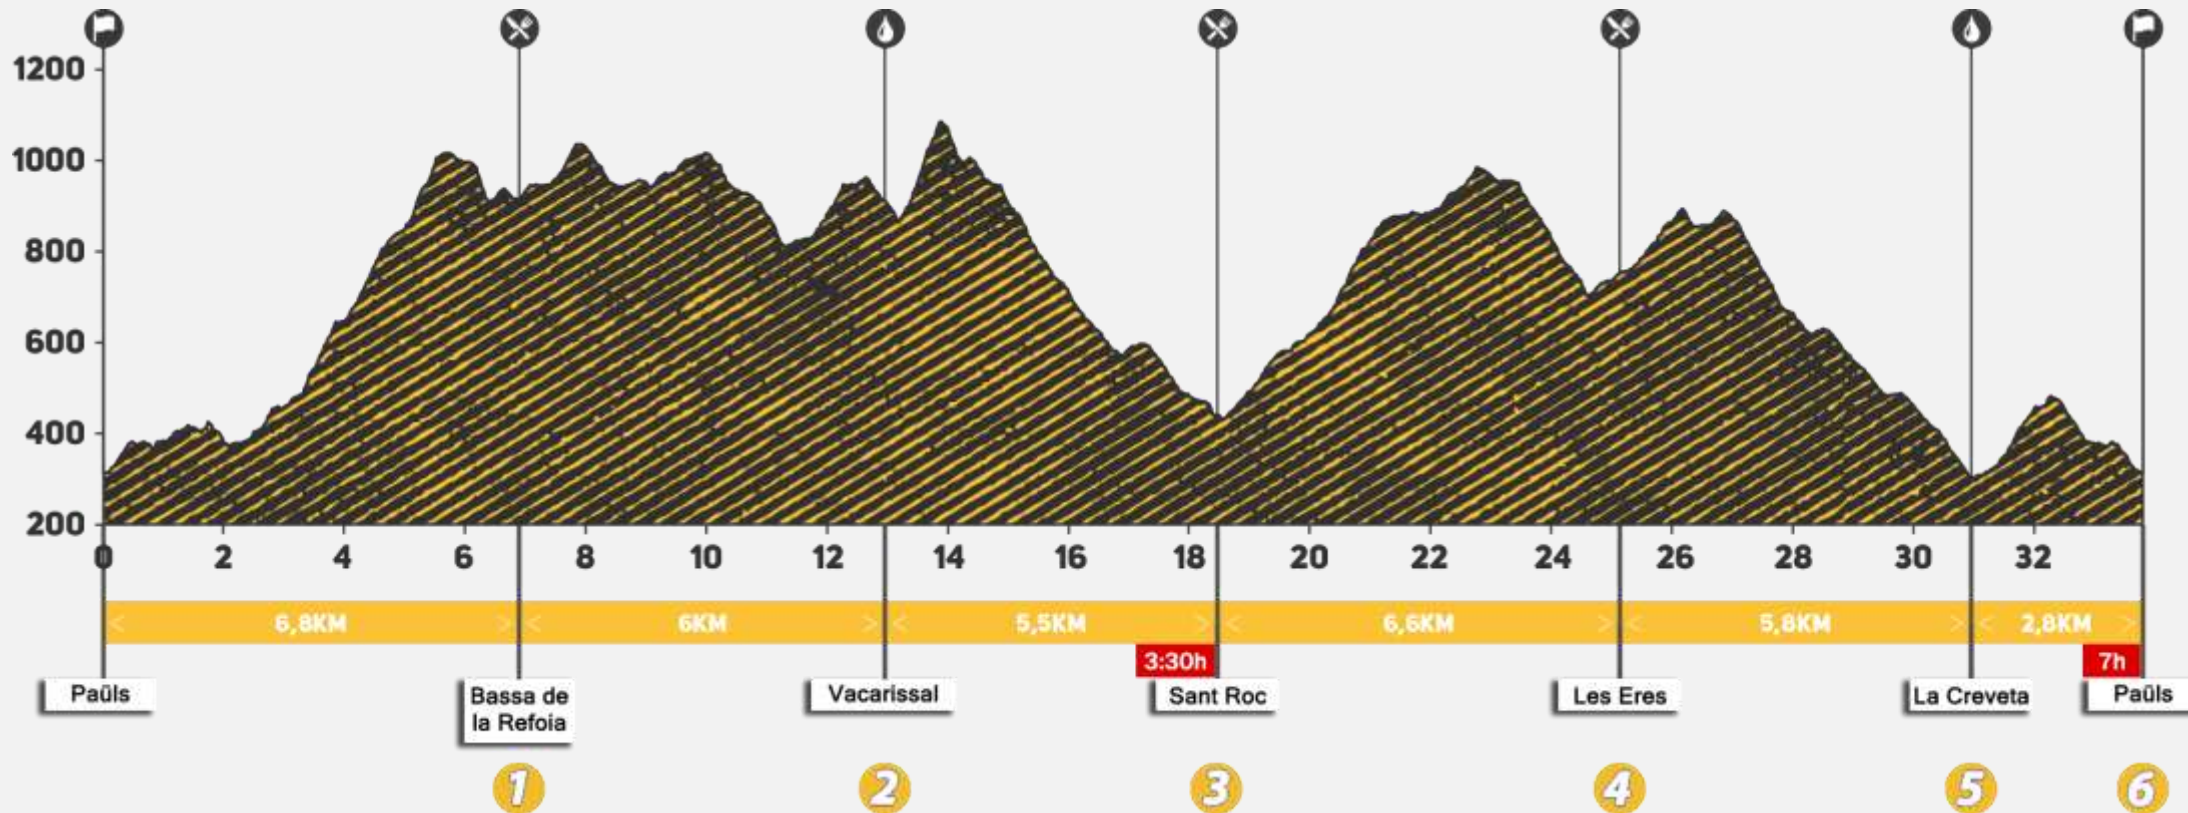 1200
1000
800
600
400
200
0 2 4 6 8 10 12 14 16 18 20 22 24 26 28 30 32
< 6,8KM > < 6KM > < 5,5KM > < 6,6KM > < 5,8KM > < 2,8KM >
3:30h 7h
Paüls
Bassa de
la Refoia
Vacarissal
Sant Roc
Les Eres
La Creveta
Paüls
1 2 3 4 5 6